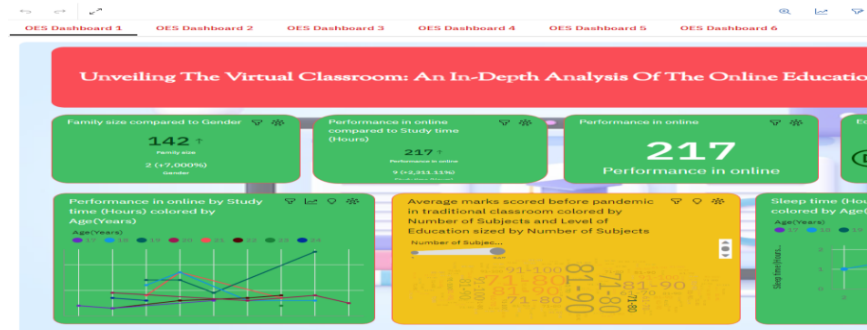 OES Dashboard 1 OES Dashboard 2 OES Dashboard 3 OES Dashboard 4 OES Dashboard 5 OES Dashboard 6
Unveiling The Virtual Classroom: An In-Depth Analysis Of The Online Educatio
Family size compared to Gender
142 ↑
Family size
2 (+7,000%)
Gender
Performance in online
compared to Study time
(Hours)
217 ↑
Performance in online
9 (+2,311.11%)
Performance in online
217
Performance in online
Performance in online by Study
time (Hours) colored by
Age(Years)
Age(Years)
17 18 19 20 21 22 23 24
Average marks scored before pandemic
in traditional classroom colored by
Number of Subjects and Level of
Education sized by Number of Subjects
Number of Subjec...
91-100
71-80
81-90
71-80
81-90
71-80
71-80
Sleep time (Hou
colored by Age(
Age(Years)
17 18
Sleep time(Hours...